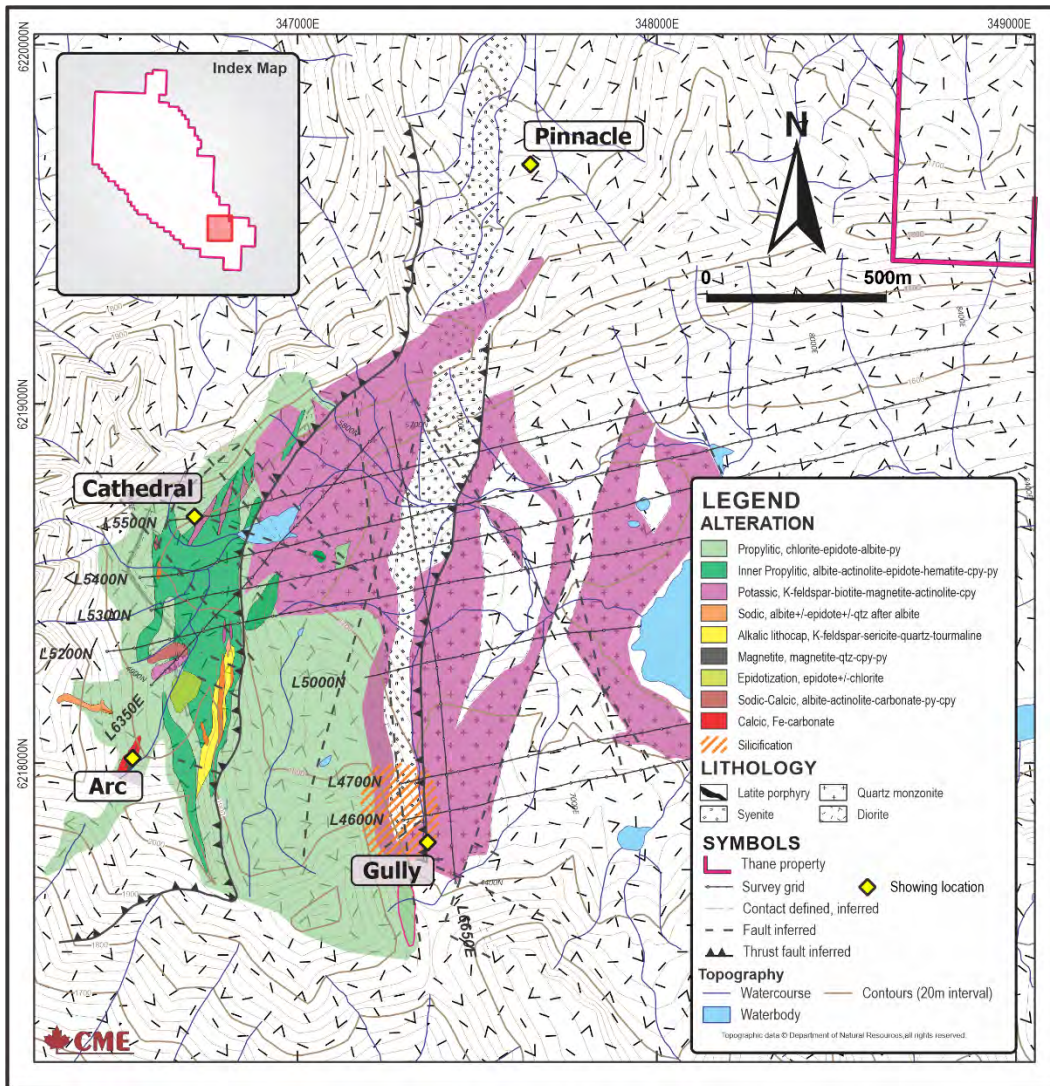 347000E
348000E
349000E
6220000N
6219000N
6218000N
Index Map
Pinnacle
N
0
500m
Cathedral
L5500N
L5400N
L5300N
L5200N
L5000N
L6350E
Arc
L4700N
L4600N
Gully
L6650E
LEGEND
ALTERATION
Propylitic, chlorite-epidote-albite-py
Inner Propylitic, albite-actinolite-epidote-hematite-cpy-py
Potassic, K-feldspar-biotite-magnetite-actinolite-cpy
Sodic, albite+/-epidote+/-qtz after albite
Alkalic lithocap, K-feldspar-sericite-quartz-tourmaline
Magnetite, magnetite-qtz-cpy-py
Epidotization, epidote+/-chlorite
Sodic-Calcic, albite-actinolite-carbonate-py-cpy
Calcic, Fe-carbonate
Silicification
LITHOLOGY
Latite porphyry
Quartz monzonite
Syenite
Diorite
SYMBOLS
Thane property
Survey grid
Showing location
Contact defined, inferred
Fault inferred
Thrust fault inferred
Topography
Watercourse
Contours (20m interval)
Waterbody
Topographic data © Department of Natural Resources,all rights reserved.
CME